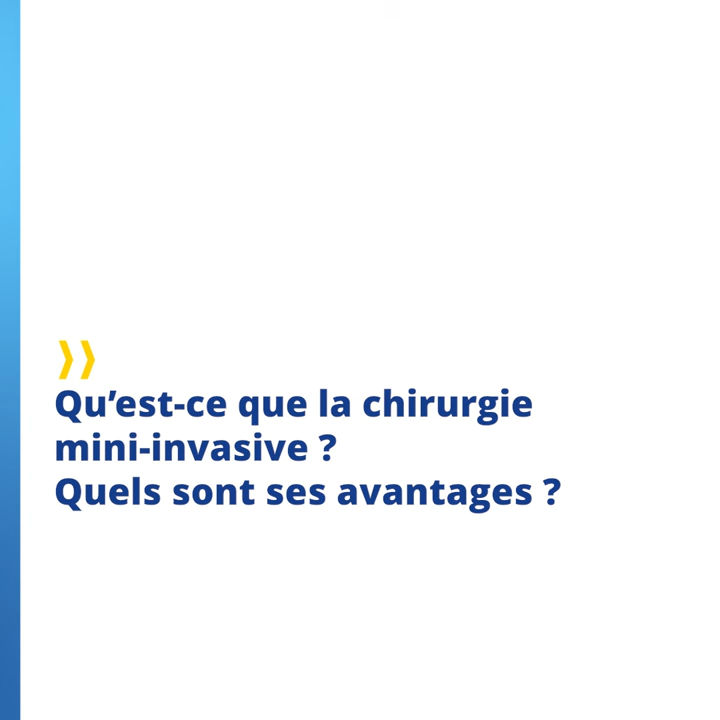 Qu’est-ce que la chirurgie
mini-invasive ?
Quels sont ses avantages ?